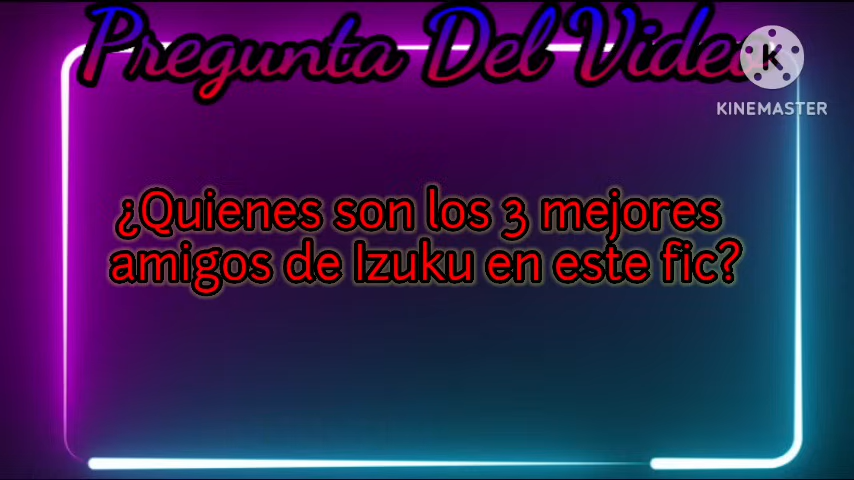 Pregunta Del Video
KINEMASTER
¿Quienes son los 3 mejores
amigos de Izuku en este fic?